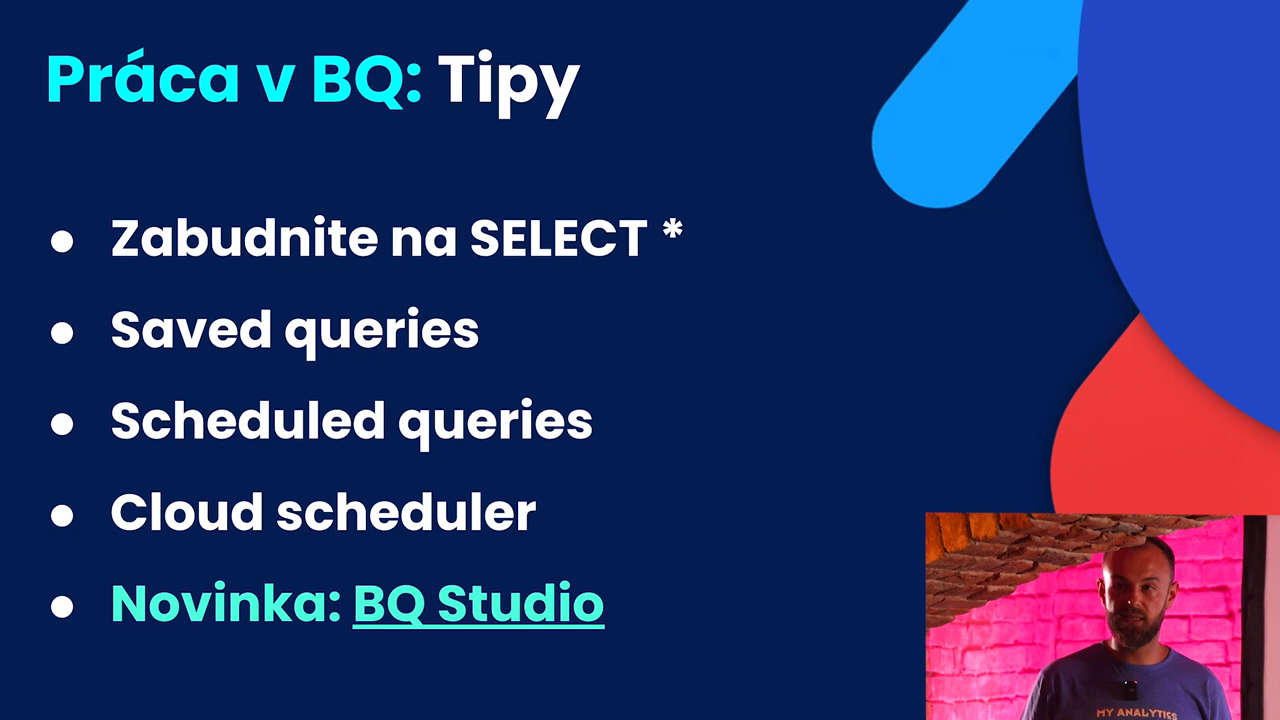 Práca v BQ: Tipy
● Zabudnite na SELECT *
● Saved queries
● Scheduled queries
● Cloud scheduler
● Novinka: BQ Studio
MY ANALYTICS